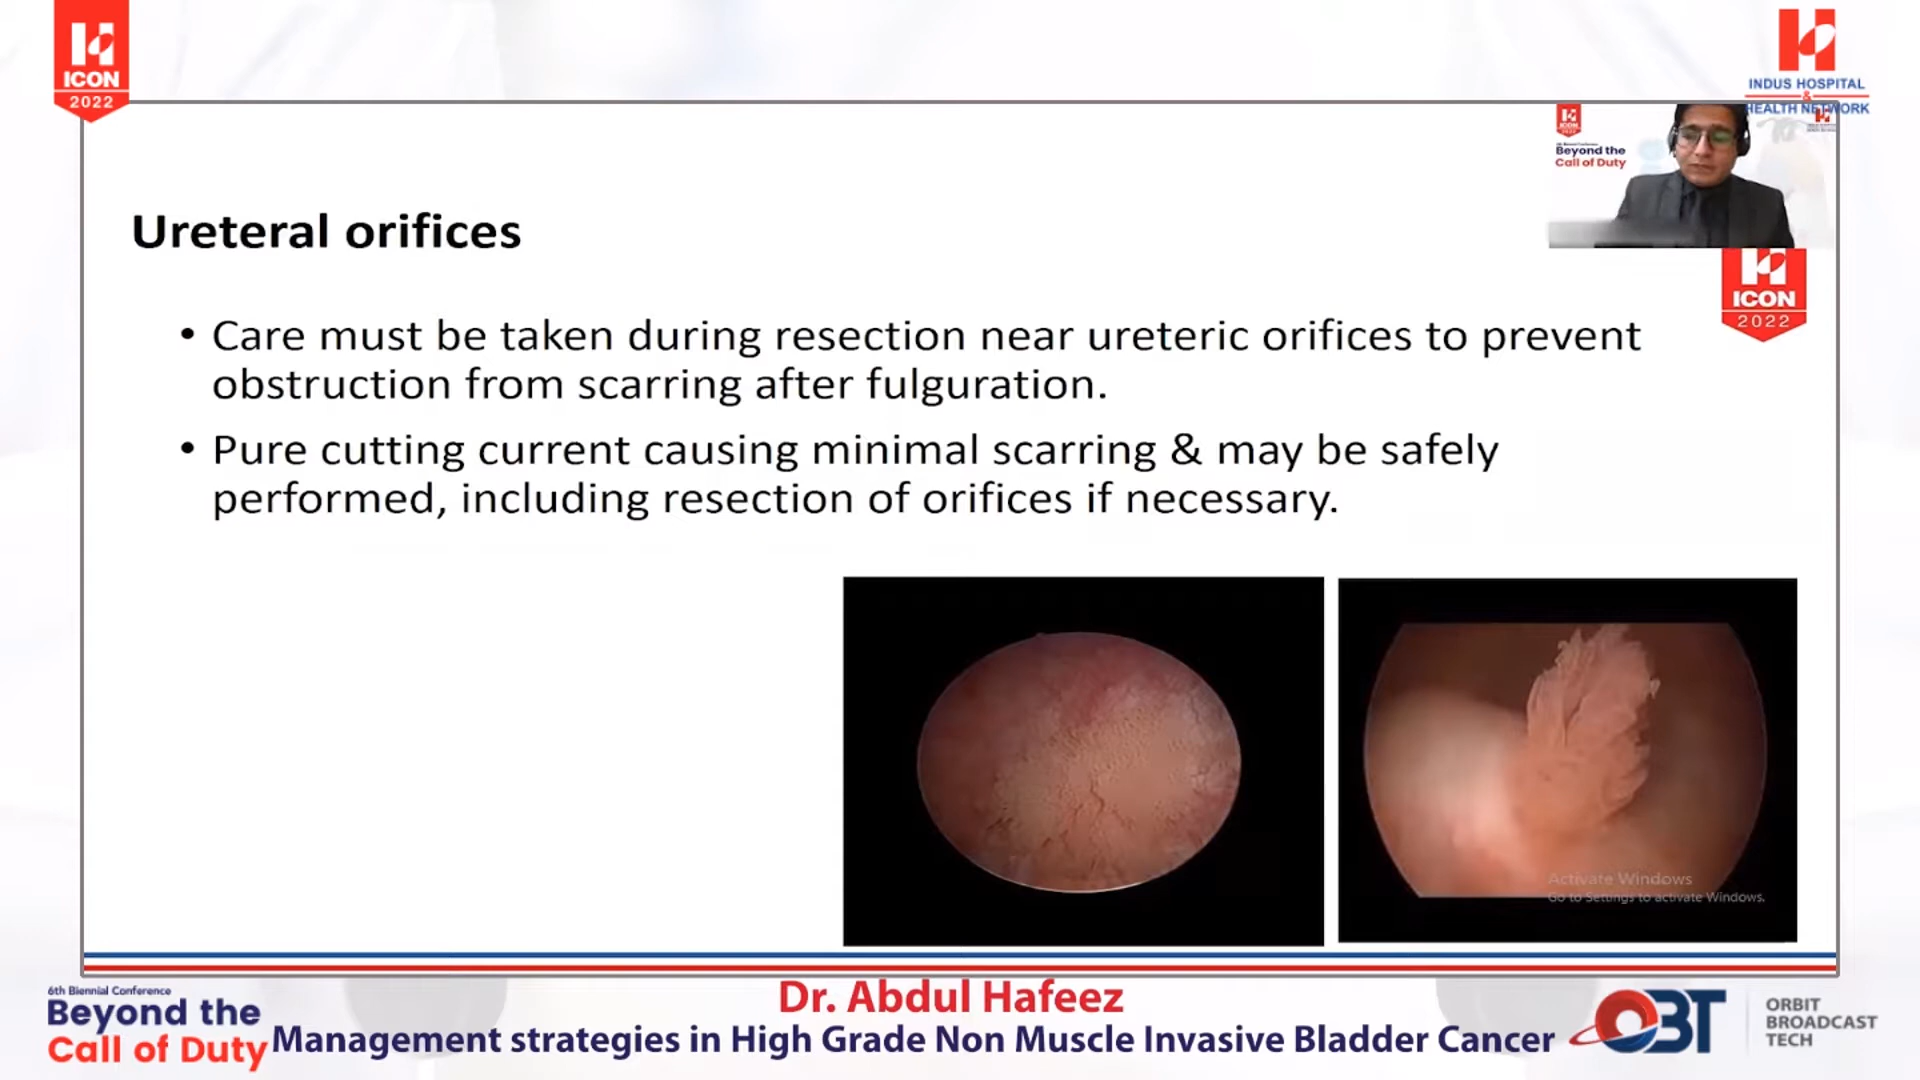 ICON
2022
INDUS HOSPITAL
&
HEALTH NETWORK
ICON
Beyond the
Call of Duty
Ureteral orifices
ICON
2022
• Care must be taken during resection near ureteric orifices to prevent
obstruction from scarring after fulguration.
• Pure cutting current causing minimal scarring & may be safely
performed, including resection of orifices if necessary.
Activate Windows
Go to Settings to activate Windows.
6th Biennial Conference
Beyond the
Call of Duty
Dr. Abdul Hafeez
Management strategies in High Grade Non Muscle Invasive Bladder Cancer
OBT
ORBIT
BROADCAST
TECH